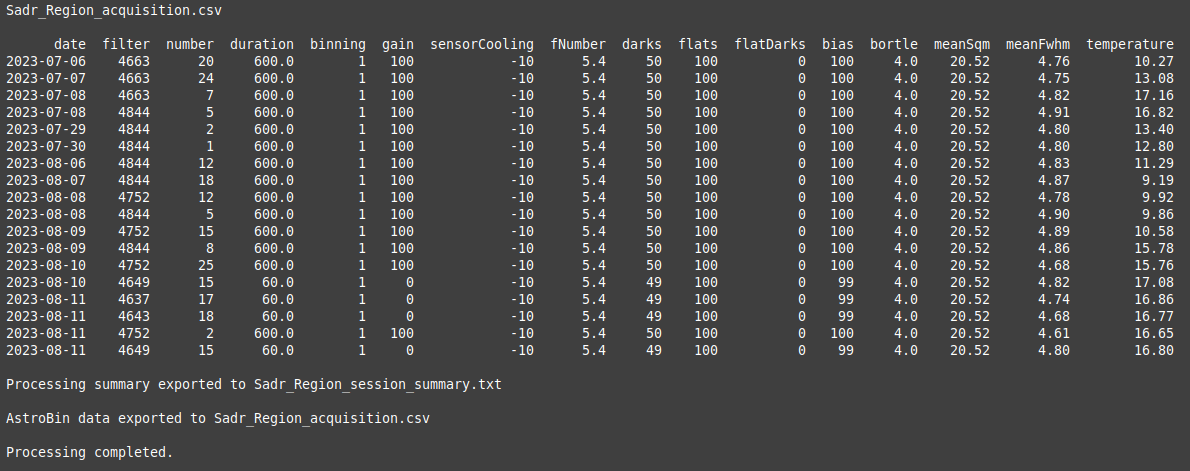 Sadr_Region_acquisition.csv
date filter number duration binning gain sensorCooling fNumber darks flats flatDarks bias bortle meanSqm meanFwhm temperature
2023-07-06 4663 20 600.0 1 100 -10 5.4 50 100 0 100 4.0 20.52 4.76 10.27
2023-07-07 4663 24 600.0 1 100 -10 5.4 50 100 0 100 4.0 20.52 4.75 13.08
2023-07-08 4663 7 600.0 1 100 -10 5.4 50 100 0 100 4.0 20.52 4.82 17.16
2023-07-08 4844 5 600.0 1 100 -10 5.4 50 100 0 100 4.0 20.52 4.91 16.82
2023-07-29 4844 2 600.0 1 100 -10 5.4 50 100 0 100 4.0 20.52 4.80 13.40
2023-07-30 4844 1 600.0 1 100 -10 5.4 50 100 0 100 4.0 20.52 4.80 12.80
2023-08-06 4844 12 600.0 1 100 -10 5.4 50 100 0 100 4.0 20.52 4.83 11.29
2023-08-07 4844 18 600.0 1 100 -10 5.4 50 100 0 100 4.0 20.52 4.87 9.19
2023-08-08 4752 12 600.0 1 100 -10 5.4 50 100 0 100 4.0 20.52 4.78 9.92
2023-08-08 4844 5 600.0 1 100 -10 5.4 50 100 0 100 4.0 20.52 4.90 9.86
2023-08-09 4752 15 600.0 1 100 -10 5.4 50 100 0 100 4.0 20.52 4.89 10.58
2023-08-09 4844 8 600.0 1 100 -10 5.4 50 100 0 100 4.0 20.52 4.86 15.78
2023-08-10 4752 25 600.0 1 100 -10 5.4 50 100 0 100 4.0 20.52 4.68 15.76
2023-08-10 4649 15 60.0 1 0 -10 5.4 49 100 0 99 4.0 20.52 4.82 17.08
2023-08-11 4637 17 60.0 1 0 -10 5.4 49 100 0 99 4.0 20.52 4.74 16.86
2023-08-11 4643 18 60.0 1 0 -10 5.4 49 100 0 99 4.0 20.52 4.68 16.77
2023-08-11 4752 2 600.0 1 100 -10 5.4 50 100 0 100 4.0 20.52 4.61 16.65
2023-08-11 4649 15 60.0 1 0 -10 5.4 49 100 0 99 4.0 20.52 4.80 16.80
Processing summary exported to Sadr_Region_session_summary.txt
AstroBin data exported to Sadr_Region_acquisition.csv
Processing completed.